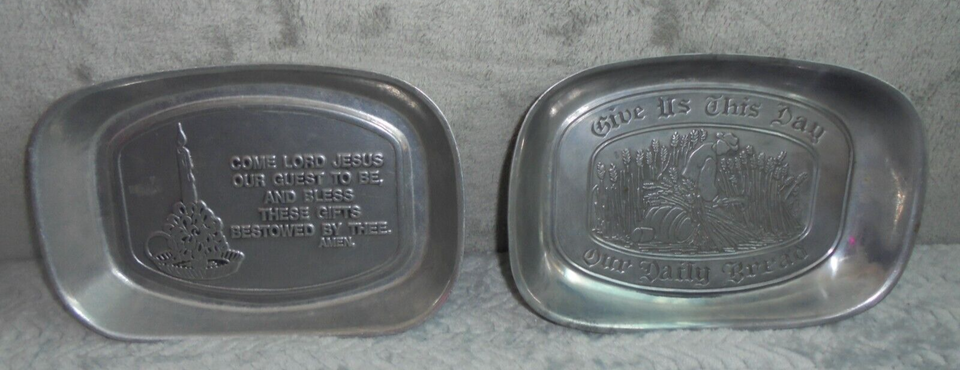 COME LORD JESUS
OUR GUEST TO BE,
AND BLESS
THESE GIFTS
BESTOWED BY THEE.
AMEN.
Give Us This Day
Our Daily Bread